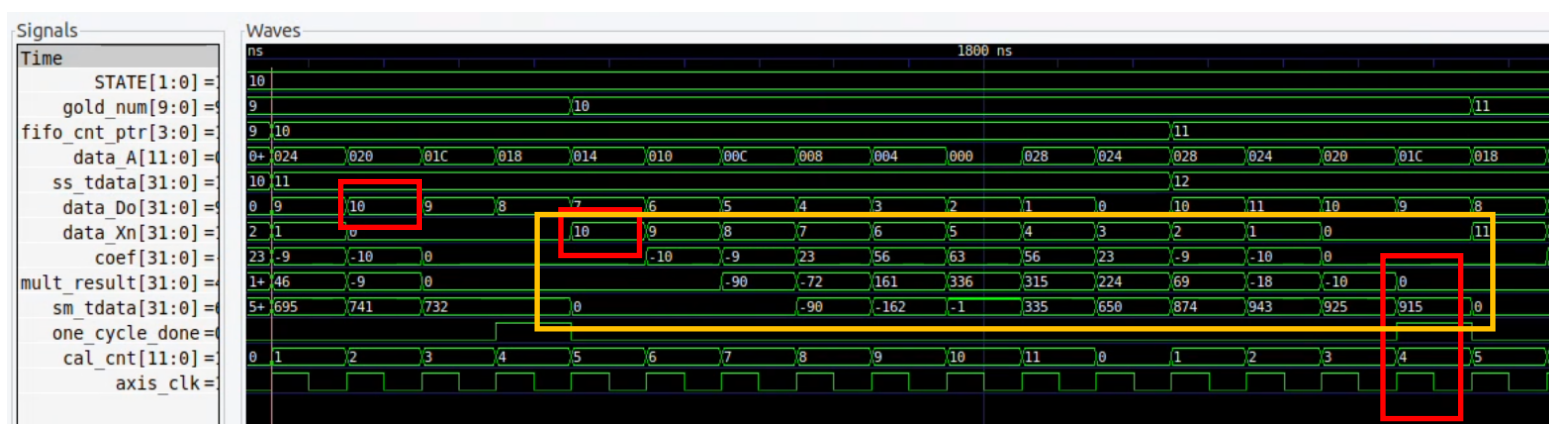 Signals Waves
Time ns 1800 ns
STATE[1:0] = 10
gold_num[9:0] =9 9 10 11
fifo_cnt_ptr[3:0] = 9 10 11
data_A[11:0] = 0+ 024 020 01C 018 014 010 00C 008 004 000 028 024 028 024 020 01C 018
ss_tdata[31:0] = 10 11 12
data_Do[31:0] =9 0 9 10 9 8 7 6 5 4 3 2 1 0 10 11 10 9 8
data_Xn[31:0] = 2 1 0 10 9 8 7 6 5 4 3 2 1 0 11
coef[31:0] =- 23 -9 -10 0 -10 -9 23 56 63 56 23 -9 -10 0
mult_result[31:0] =4 1+ 46 -9 0 -90 -72 161 336 315 224 69 -18 -10 0
sm_tdata[31:0] =6 5+ 695 741 732 0 -90 -162 -1 335 650 874 943 925 915 0
one_cycle_done =0
cal_cnt[11:0] = 0 1 2 3 4 5 6 7 8 9 10 11 0 1 2 3 4 5
axis_clk =